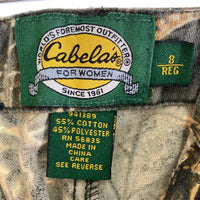 WORLD'S FOREMOST OUTFITTER®
Cabela's
FOR WOMEN
SINCE 1961
8
REG
941389
55% COTTON
45% POLYESTER
RN 56835
MADE IN
CHINA
CARE
SEE REVERSE